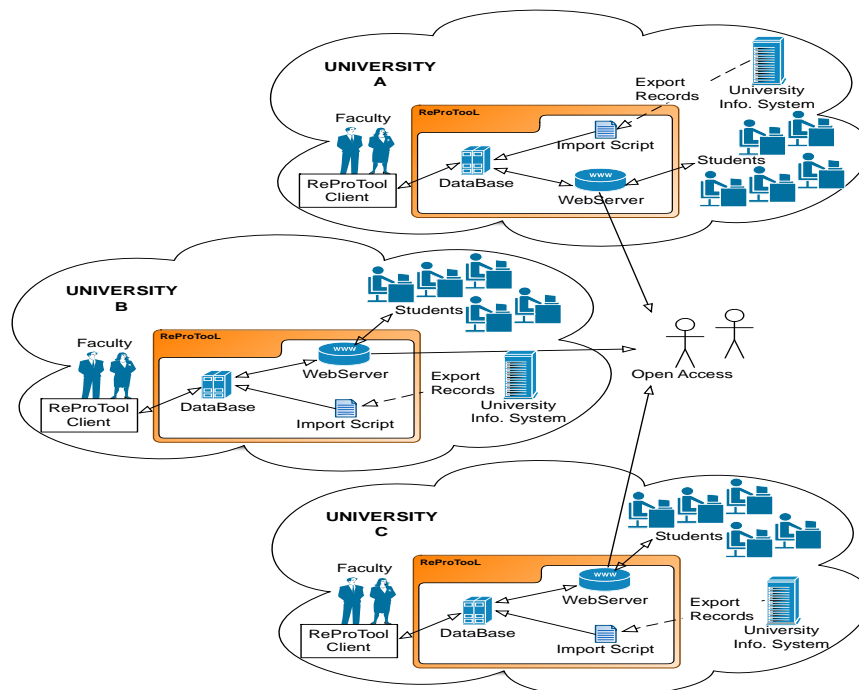 UNIVERSITY
A
Export
Records
University
Info. System
Faculty
ReProTooL
Import Script
Students
ReProTool
Client
DataBase
www
WebServer
UNIVERSITY
B
Students
Faculty
ReProTooL
www
WebServer
Open Access
Export
Records
ReProTool
Client
DataBase
Import Script
University
Info. System
UNIVERSITY
C
Students
Faculty
ReProTooL
www
WebServer
Export
Records
ReProTool
Client
DataBase
Import Script
University
Info. System